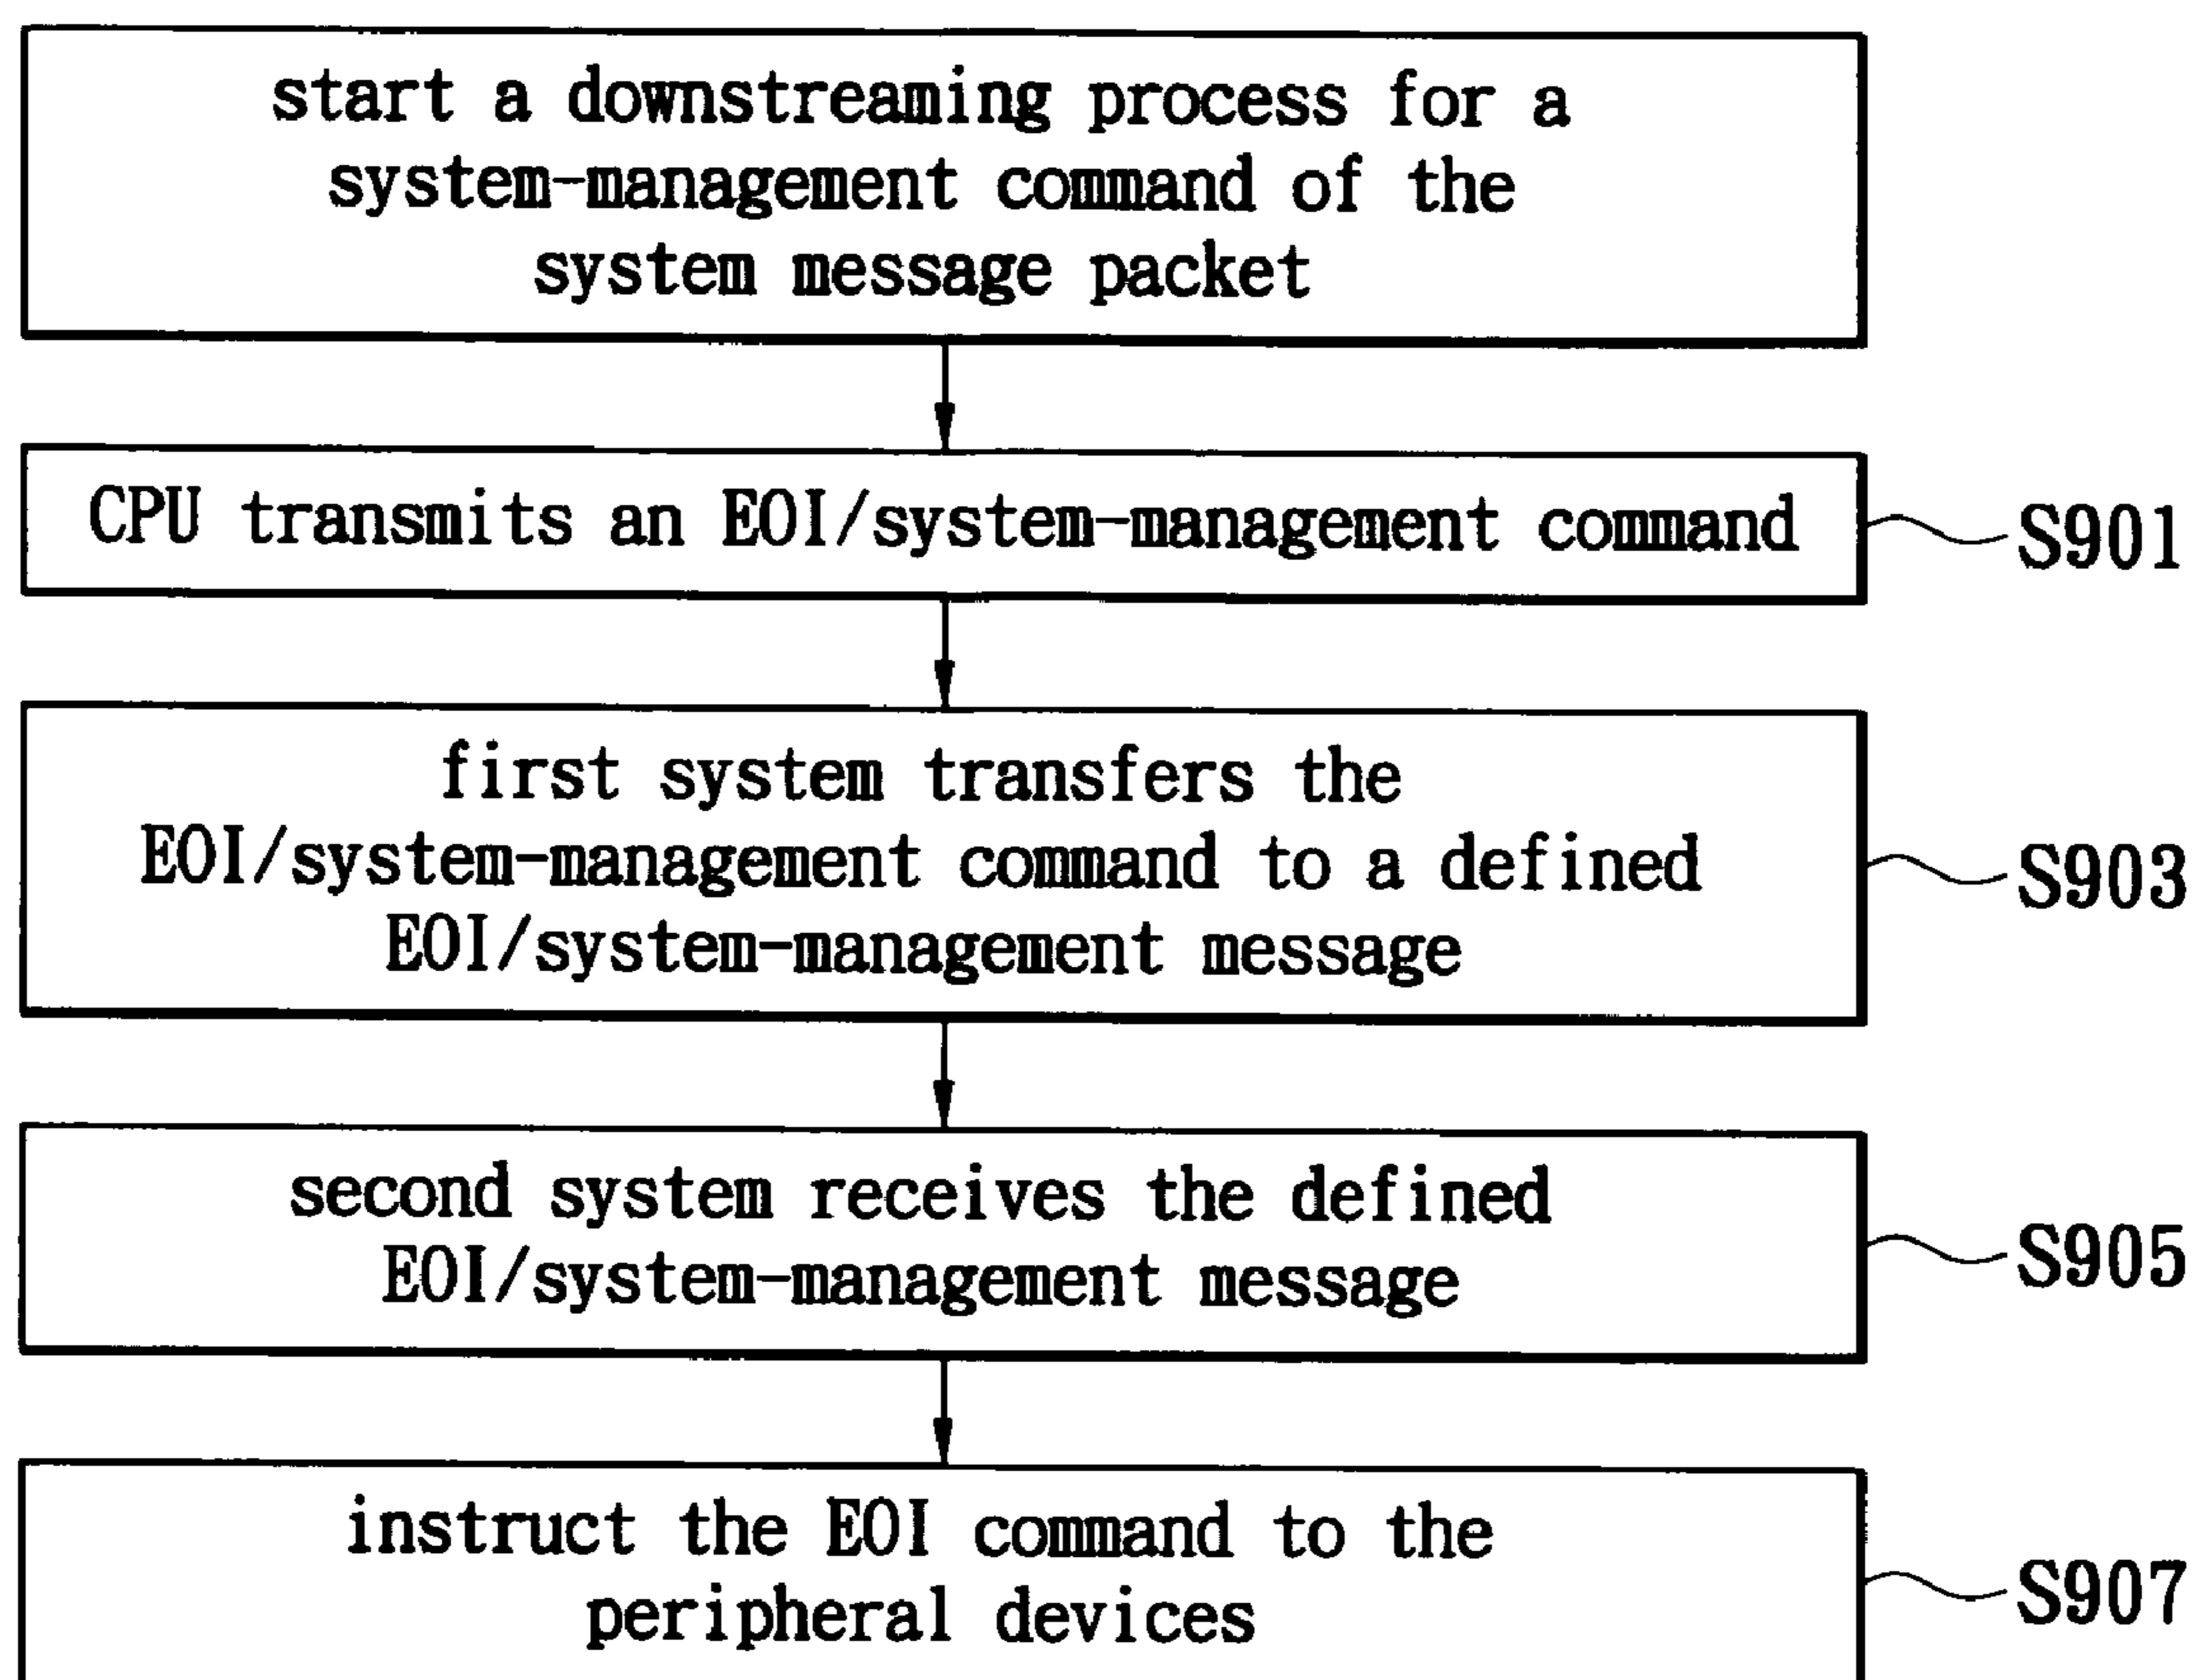 start a downstreaming process for a
system-management command of the
system message packet
CPU transmits an EOI/system-management command
S901
first system transfers the
EOI/system-management command to a defined
EOI/system-management message
S903
second system receives the defined
EOI/system-management message
S905
instruct the EOI command to the
peripheral devices
S907